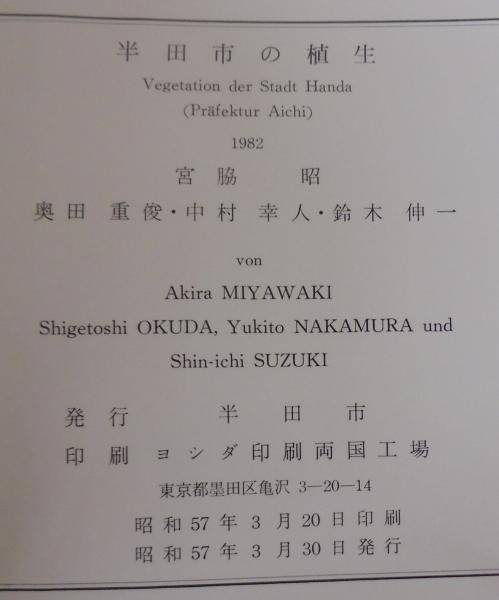 半田市の植生
Vegetation der Stadt Handa
(Präfektur Aichi)
1982
宮脇 昭
奥田 重俊・中村 幸人・鈴木 伸一
von
Akira MIYAWAKI
Shigetoshi OKUDA, Yukito NAKAMURA und
Shin-ichi SUZUKI
発行 半田市
印刷 ヨシダ印刷両国工場
東京都墨田区亀沢 3―20―14
昭和57年3月20日印刷
昭和57年3月30日発行